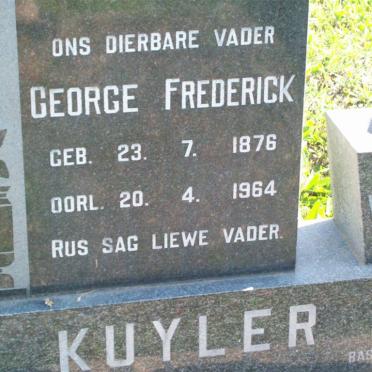 ONS DIERBARE VADER
GEORGE FREDERICK
GEB. 23. 7. 1876
OORL. 20. 4. 1964
RUS SAG LIEWE VADER.
KUYLER